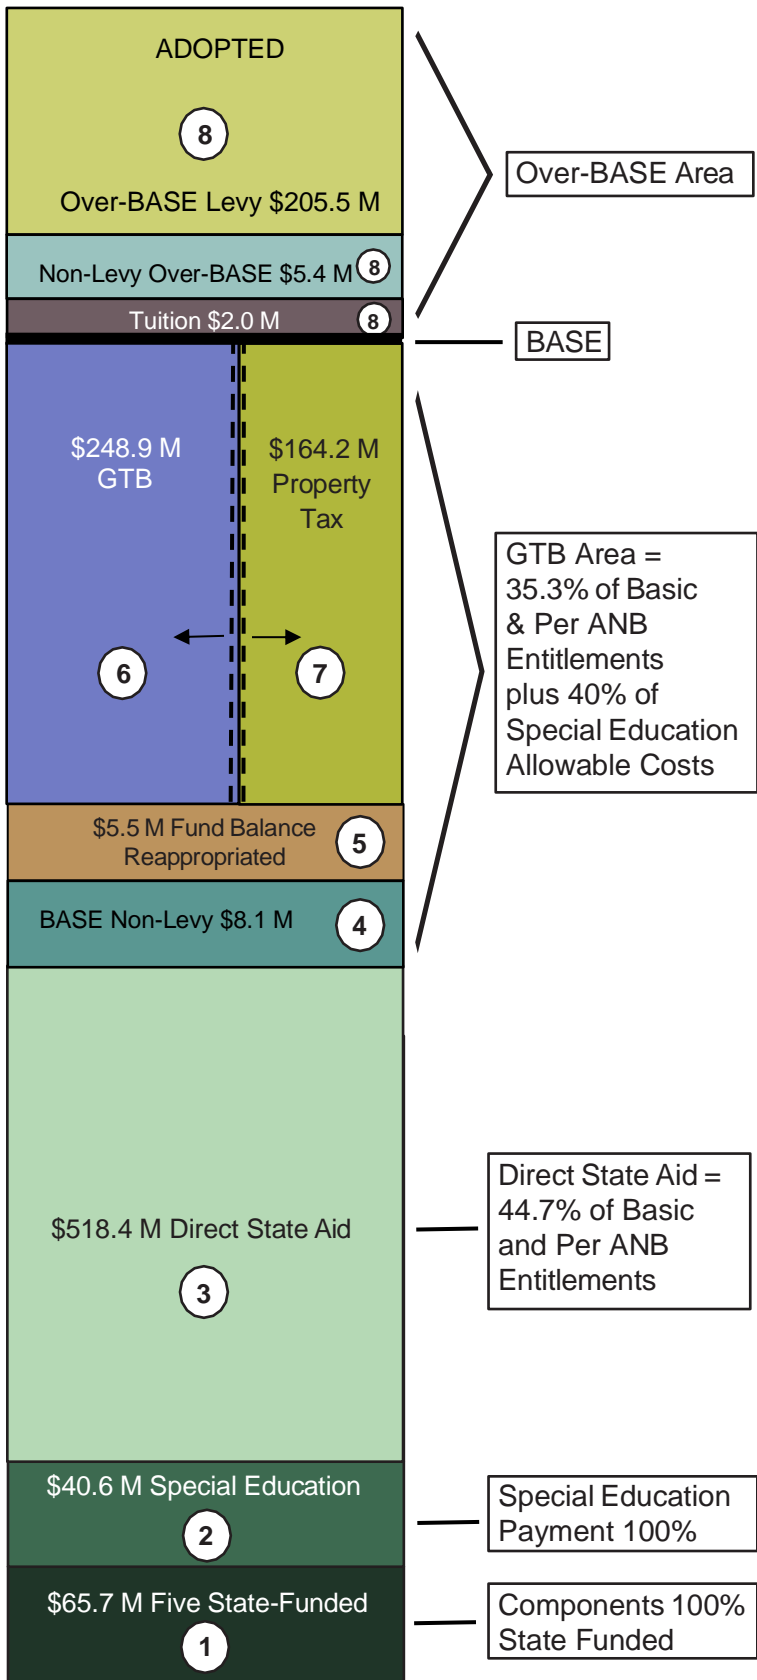 ADOPTED
8
Over-BASE Levy $205.5 M
Over-BASE Area
Non-Levy Over-BASE $5.4 M
8
Tuition $2.0 M
8
BASE
$248.9 M
GTB
$164.2 M
Property
Tax
6
7
GTB Area =
35.3% of Basic
& Per ANB
Entitlements
plus 40% of
Special Education
Allowable Costs
$5.5 M Fund Balance
Reappropriated
5
BASE Non-Levy $8.1 M
4
$518.4 M Direct State Aid
3
Direct State Aid =
44.7% of Basic
and Per ANB
Entitlements
$40.6 M Special Education
2
Special Education
Payment 100%
$65.7 M Five State-Funded
1
Components 100%
State Funded